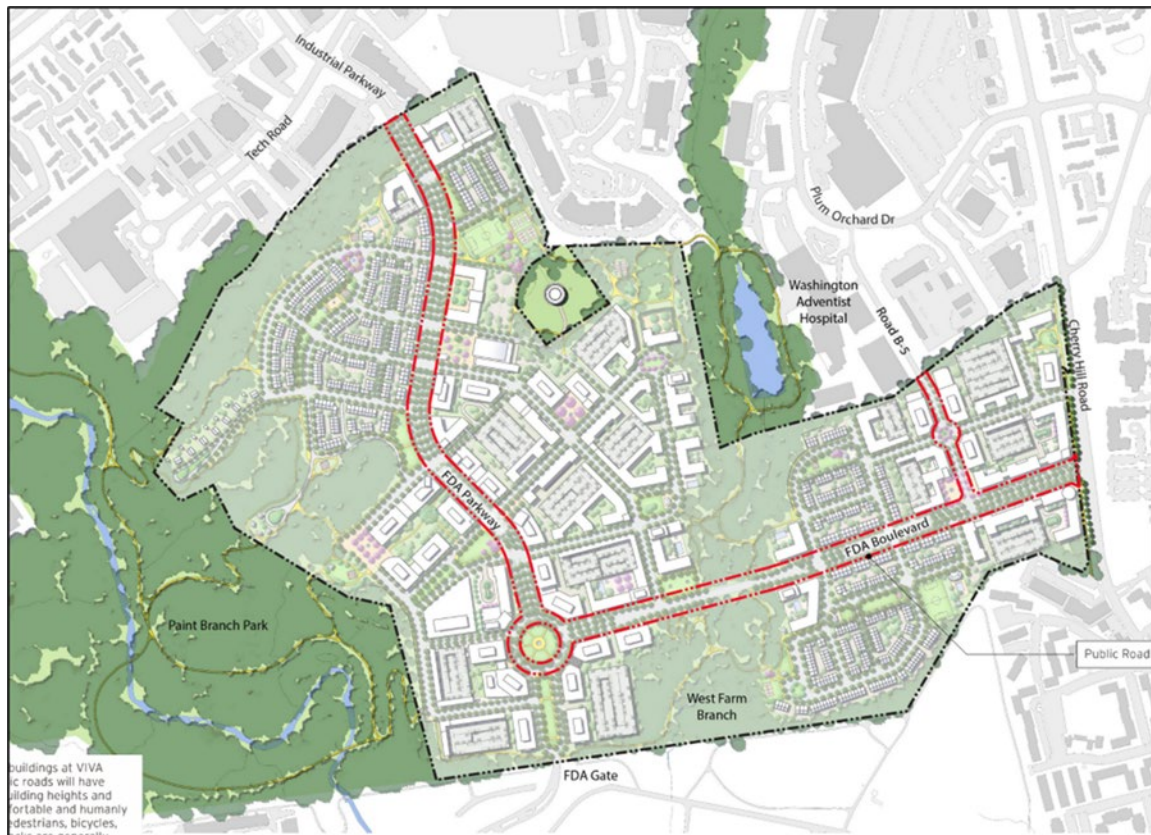 Industrial Parkway
Tech Road
Plum Orchard Dr
Washington
Adventist
Hospital
Road B-5
Cherry Hill Road
FDA Parkway
FDA Boulevard
Paint Branch Park
Public Road
West Farm
Branch
FDA Gate
buildings at VIVA
ic roads will have
uilding heights and
fortable and humanly
edestrians, bicycles,